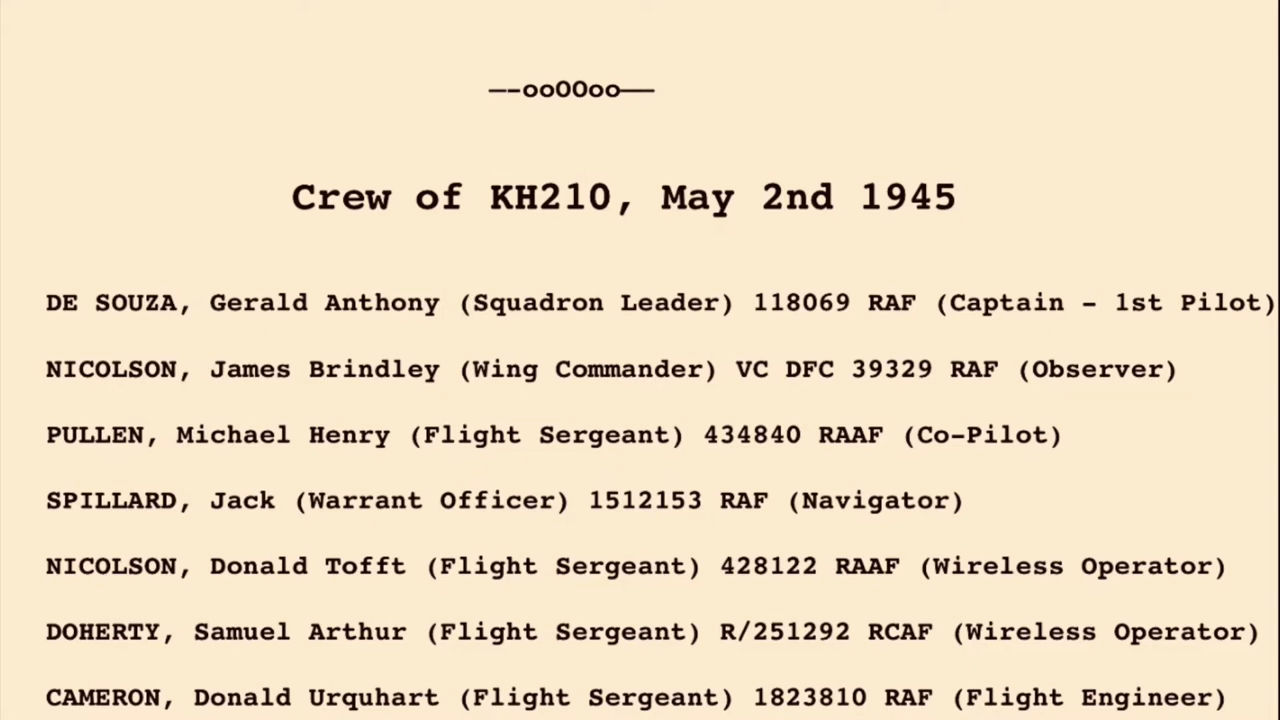 —-ooOOoo——
Crew of KH210, May 2nd 1945
DE SOUZA, Gerald Anthony (Squadron Leader) 118069 RAF (Captain - 1st Pilot)
NICOLSON, James Brindley (Wing Commander) VC DFC 39329 RAF (Observer)
PULLEN, Michael Henry (Flight Sergeant) 434840 RAAF (Co-Pilot)
SPILLARD, Jack (Warrant Officer) 1512153 RAF (Navigator)
NICOLSON, Donald Tofft (Flight Sergeant) 428122 RAAF (Wireless Operator)
DOHERTY, Samuel Arthur (Flight Sergeant) R/251292 RCAF (Wireless Operator)
CAMERON, Donald Urquhart (Flight Sergeant) 1823810 RAF (Flight Engineer)